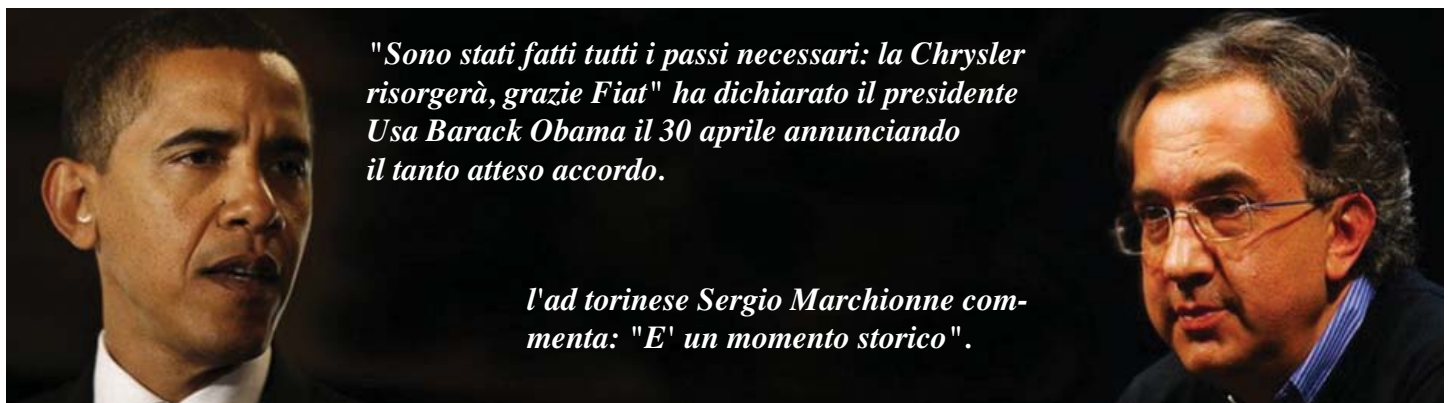 "Sono stati fatti tutti i passi necessari: la Chrysler
risorgerà, grazie Fiat" ha dichiarato il presidente
Usa Barack Obama il 30 aprile annunciando
il tanto atteso accordo.
l'ad torinese Sergio Marchionne com-
menta: "E' un momento storico".